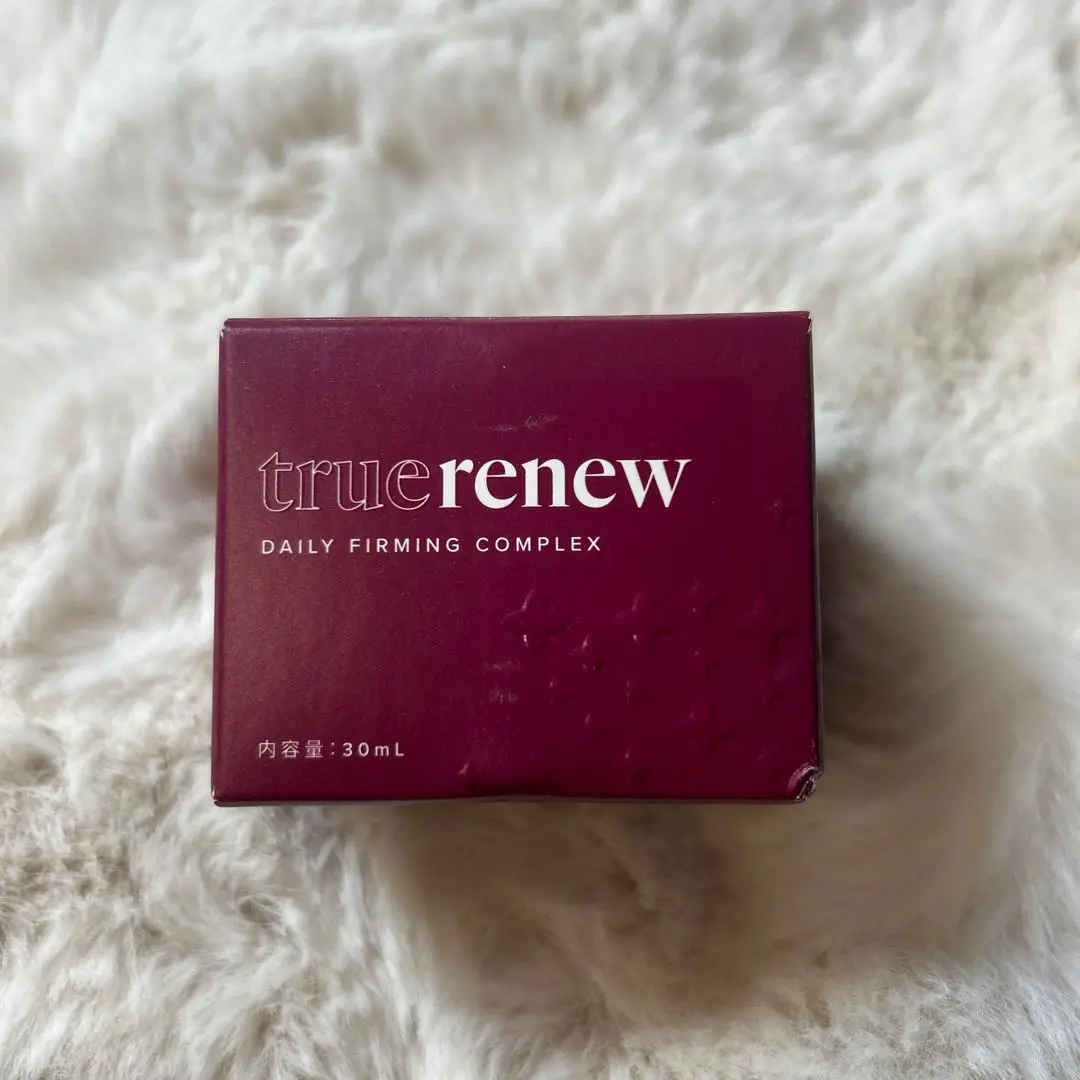 truerenew
DAILY FIRMING COMPLEX
内容量:30mL